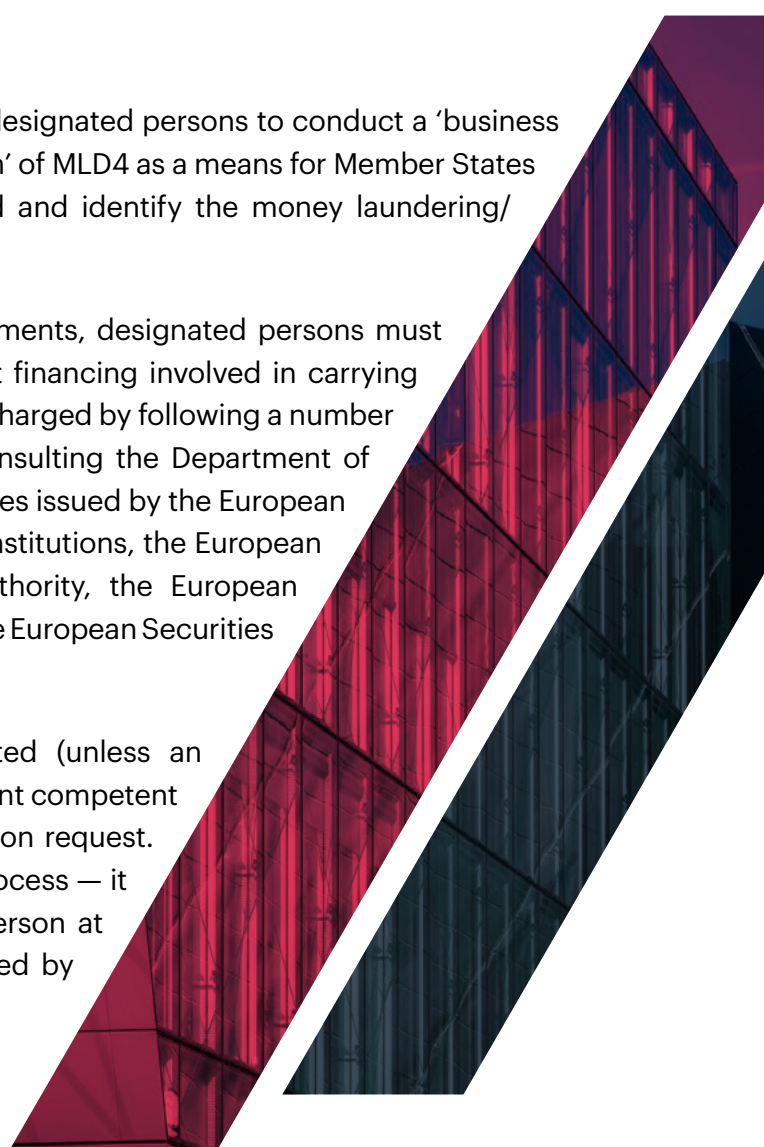 designated persons to conduct a ‘business
n’ of MLD4 as a means for Member States
d and identify the money laundering/
ments, designated persons must
t financing involved in carrying
charged by following a number
nsulting the Department of
es issued by the European
nstitutions, the European
thority, the European
e European Securities
ted (unless an
nt competent
on request.
ocess — it
erson at
ed by